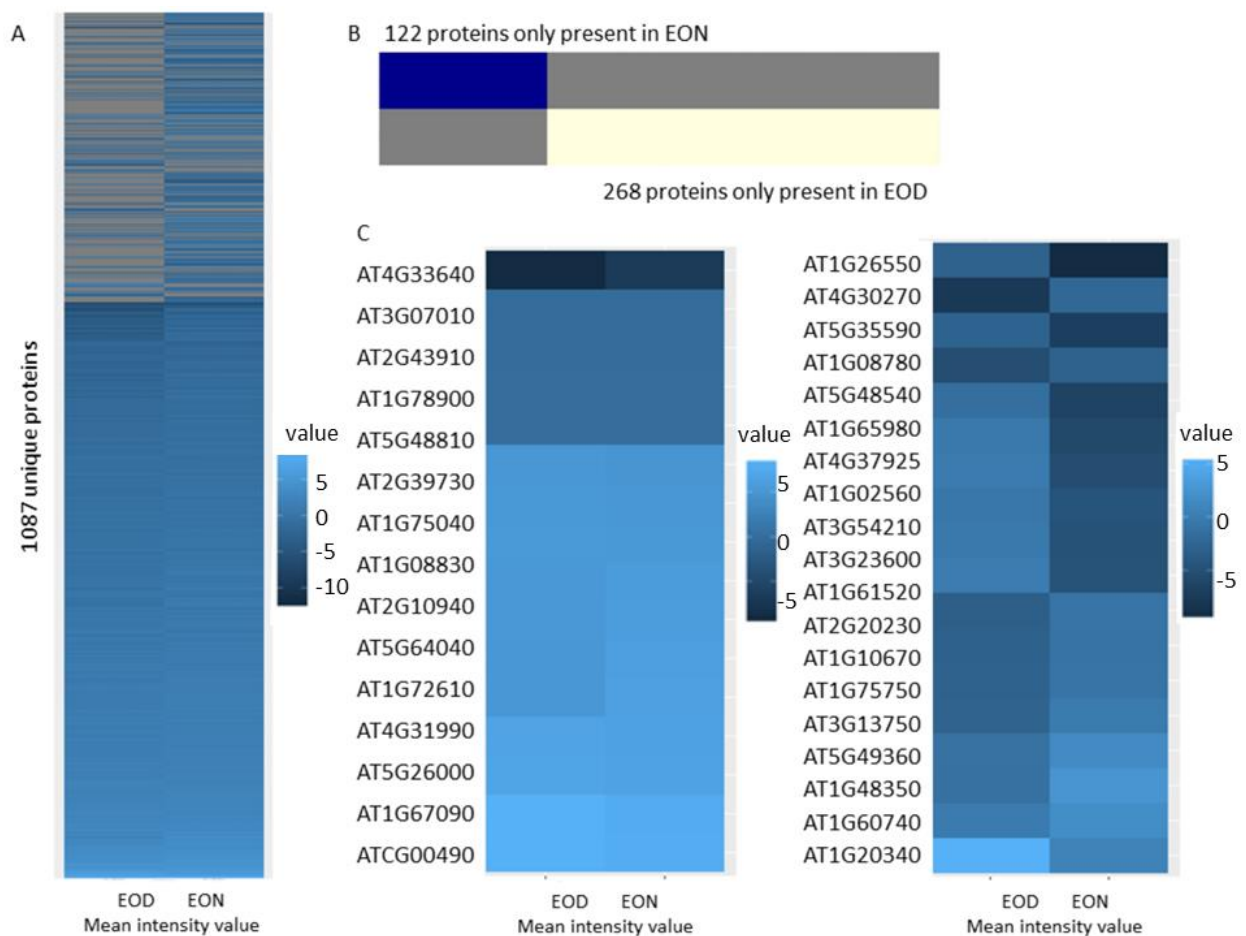 A
1087 unique proteins
value
5
0
-5
-10
EOD EON
Mean intensity value
B 122 proteins only present in EON
268 proteins only present in EOD
C
AT4G33640
AT3G07010
AT2G43910
AT1G78900
AT5G48810
AT2G39730
AT1G75040
AT1G08830
AT2G10940
AT5G64040
AT1G72610
AT4G31990
AT5G26000
AT1G67090
ATCG00490
value
5
0
-5
EOD EON
Mean intensity value
AT1G26550
AT4G30270
AT5G35590
AT1G08780
AT5G48540
AT1G65980
AT4G37925
AT1G02560
AT3G54210
AT3G23600
AT1G61520
AT2G20230
AT1G10670
AT1G75750
AT3G13750
AT5G49360
AT1G48350
AT1G60740
AT1G20340
value
5
0
-5
EOD EON
Mean intensity value